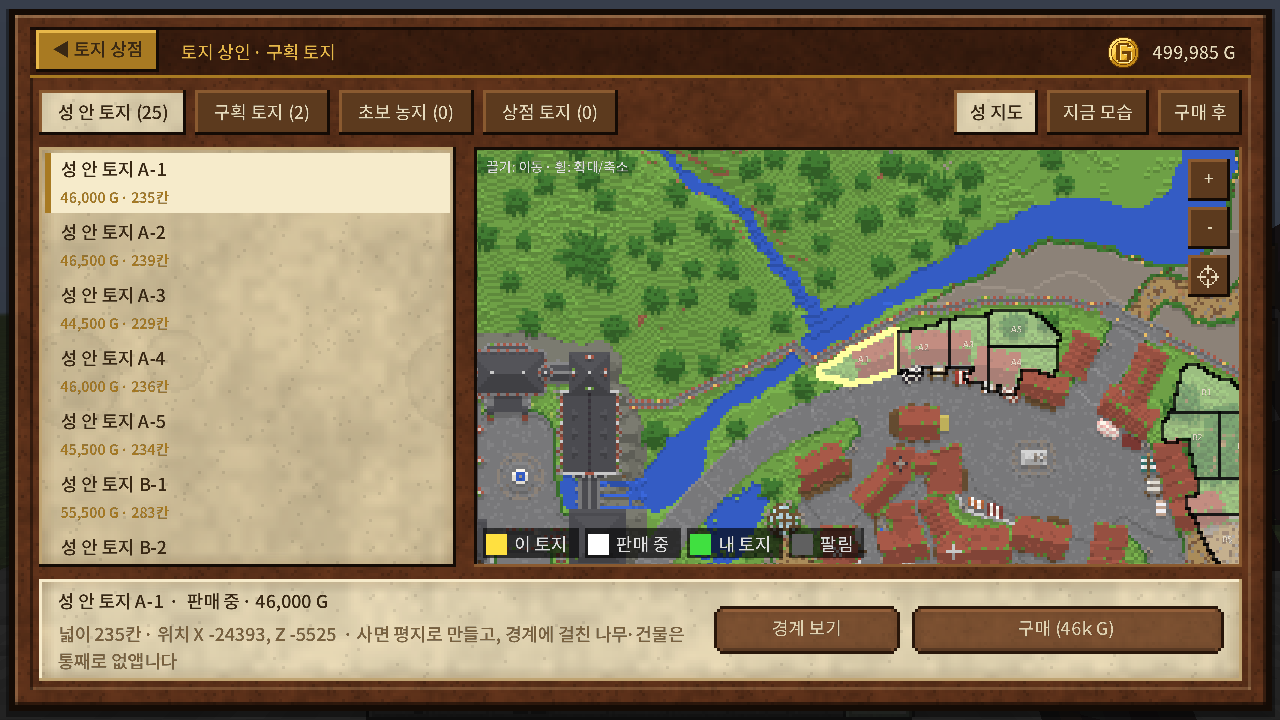 ◀ 토지 상점
토지 상인 · 구획 토지
499,985 G
성 안 토지 (25)
구획 토지 (2)
초보 농지 (0)
상점 토지 (0)
성 지도
지금 모습
구매 후
성 안 토지 A-1
46,000 G · 235칸
성 안 토지 A-2
46,500 G · 239칸
성 안 토지 A-3
44,500 G · 229칸
성 안 토지 A-4
46,000 G · 236칸
성 안 토지 A-5
45,500 G · 234칸
성 안 토지 B-1
55,500 G · 283칸
성 안 토지 B-2
끌기: 이동 · 휠: 확대/축소
+
-
A5
A1
A2
A3
A4
이 토지
판매 중
내 토지
팔림
성 안 토지 A-1 · 판매 중 · 46,000 G
넓이 235칸 · 위치 X -24393, Z -5525 · 사면 평지로 만들고, 경계에 걸친 나무·건물은
통째로 없앱니다
경계 보기
구매 (46k G)